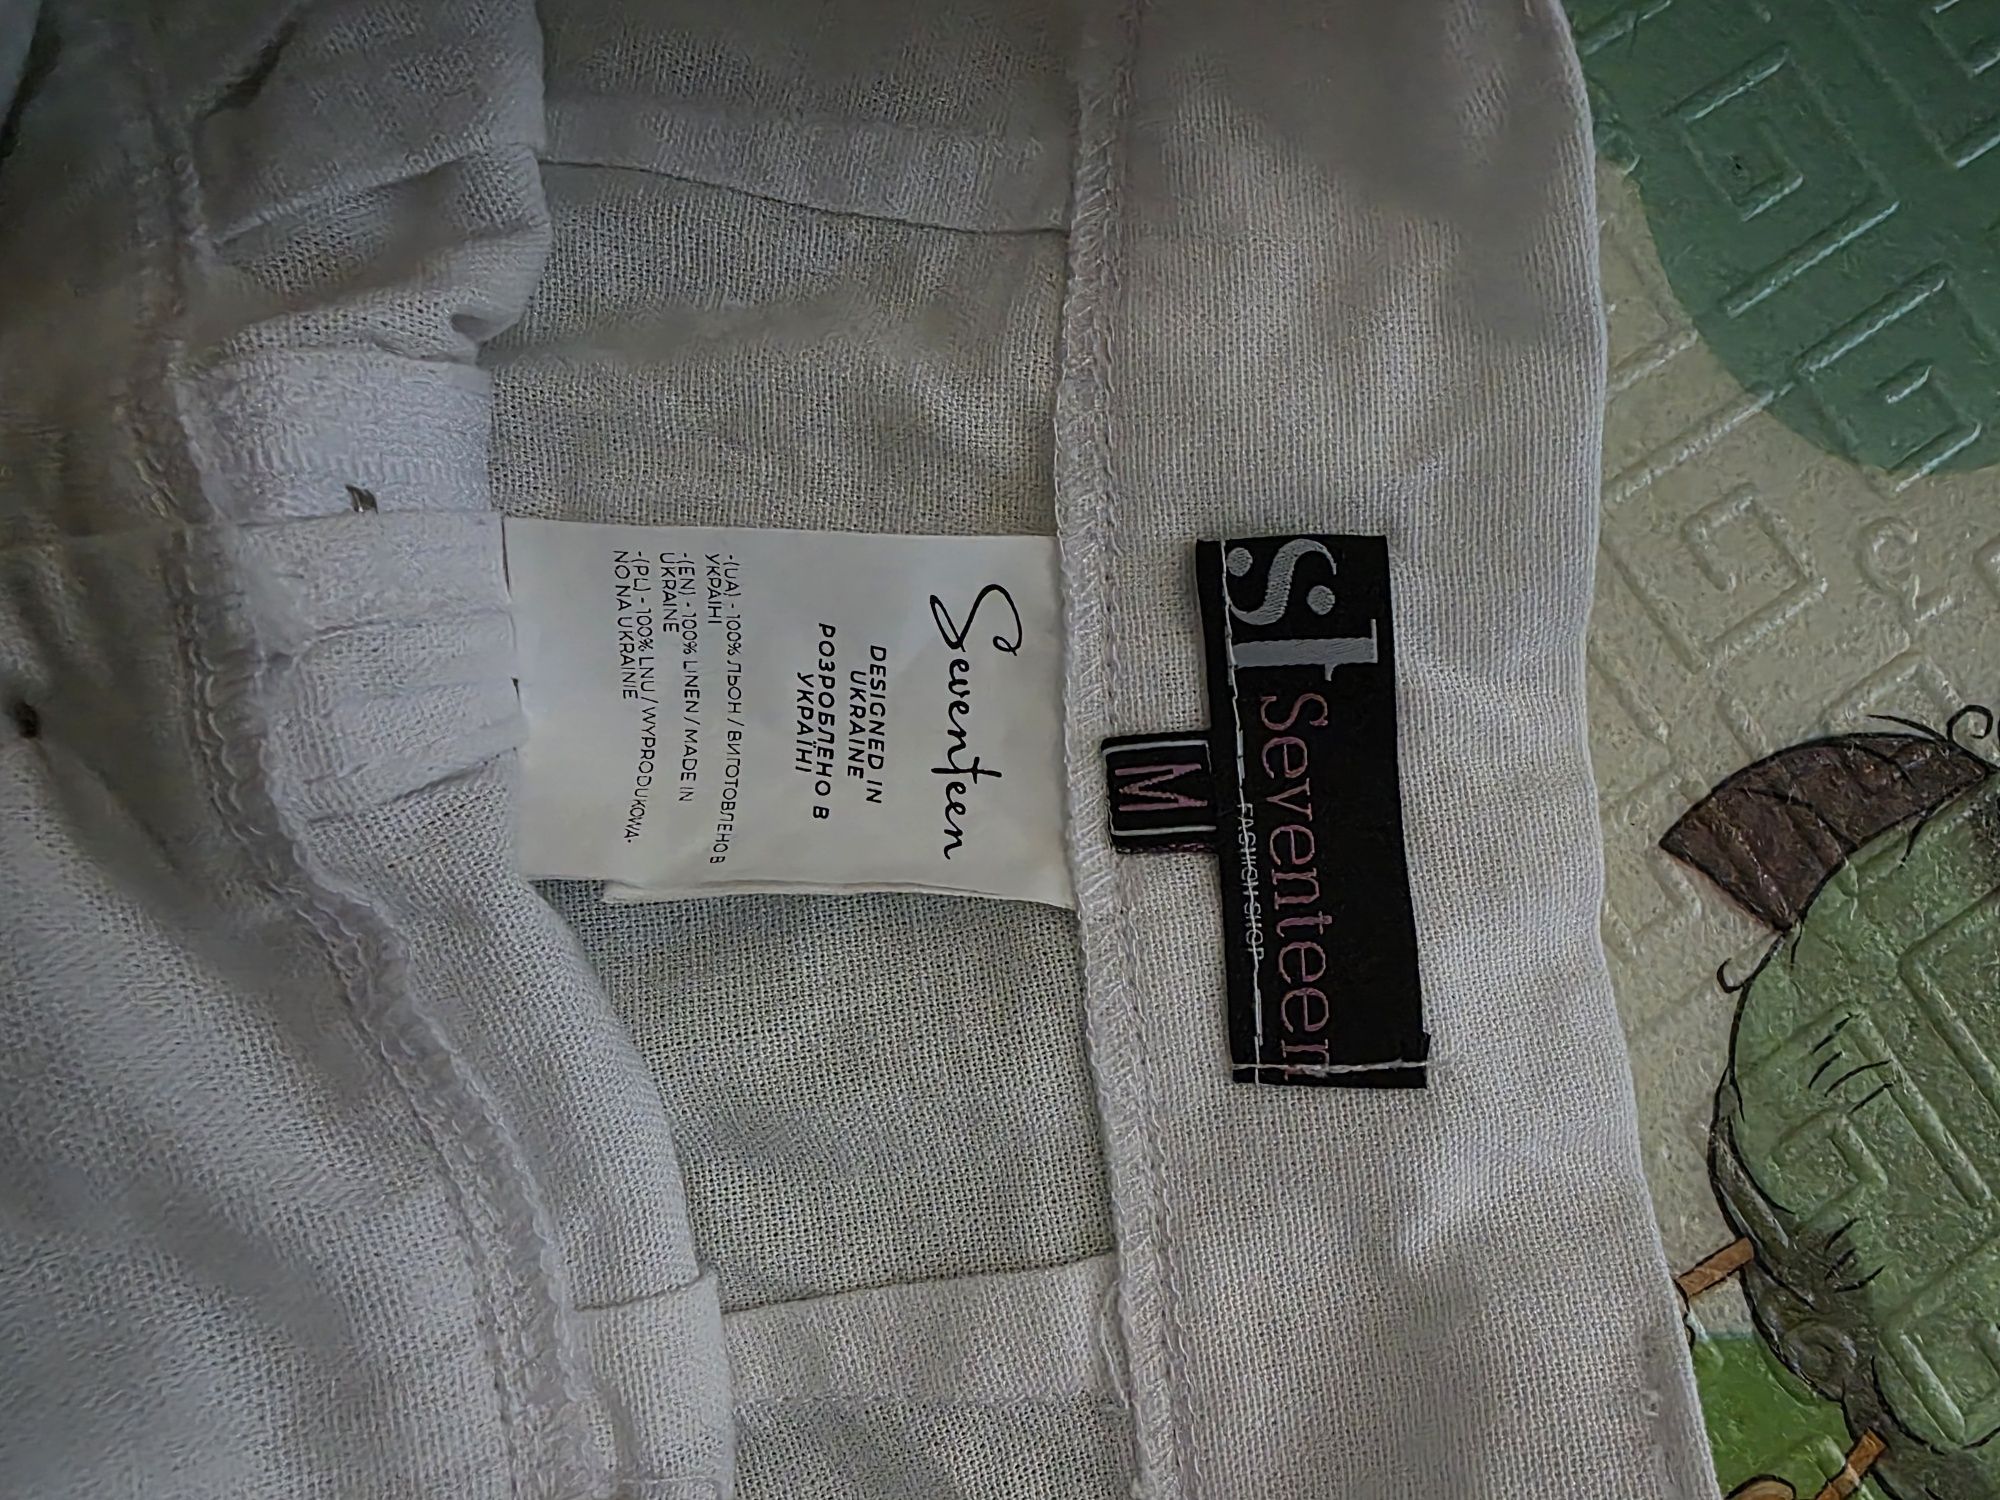 S1
Seventeen
FASHION SHOP
M
Seventeen
DESIGNED IN
UKRAINE
РОЗРОБЛЕНО В
УКРАЇНІ
-(UA) - 100% ЛЬОН / ВИГОТОВЛЕНО В
УКРАЇНІ
-(EN) - 100% LINEN / MADE IN
UKRAINE
-(PL) - 100% LNU / WYPRODUKOWA-
NO NA UKRAINIE